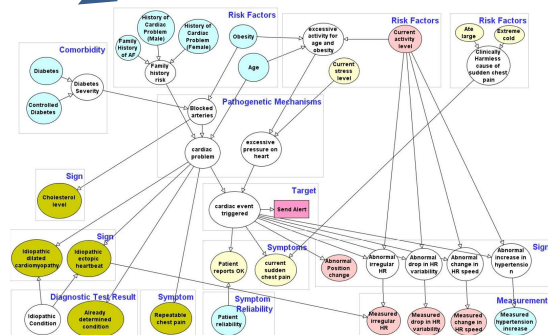 Risk Factors
Risk Factors
Risk Factors
Comorbidity
Family
History
of AF
History of
Cardiac
Problem
(Male)
History of
Cardiac
Problem
(Female)
Family
history
risk
Obesity
Age
excessive
activity for
age and
obesity
Current
stress
level
Current
activity
level
Ate
large
Extreme
cold
Clinically
Harmless
cause of
sudden chest
pain
Diabetes
Controlled
Diabetes
Diabetes
Severity
Blocked
arteries
Pathogenetic Mechanisms
cardiac
problem
excessive
pressure on
heart
Sign
Cholesterol
level
Target
cardiac event
triggered
Send Alert
Sign
Idiopathic
dilated
cardiomyopathy
Idiopathic
ectopic
heartbeat
Symptoms
Patient
reports OK
current
sudden
chest pain
Abnormal
Position
change
Abnormal
irregular
HR
Abnormal
drop in HR
variability
Abnormal
change in
HR speed
Abnormal
increase in
hypertensio
n
Sign
Diagnostic Test/Result
Idiopathic
Condition
Already
determined
condition
Symptom
Repeatable
chest pain
Symptom
Reliability
Patient
reliability
Measurement
Measured
irregular
HR
Measured
drop in HR
variability
Measured
change in
HR speed
Measured
hypertension
increase